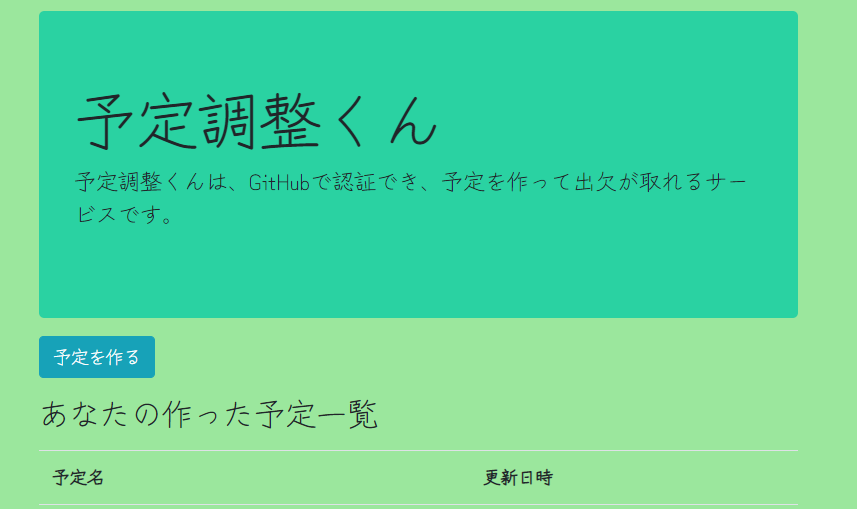 予定調整くん
予定調整くんは、GitHubで認証でき、予定を作って出欠が取れるサー
ビスです。
予定を作る
あなたの作った予定一覧
予定名 更新日時